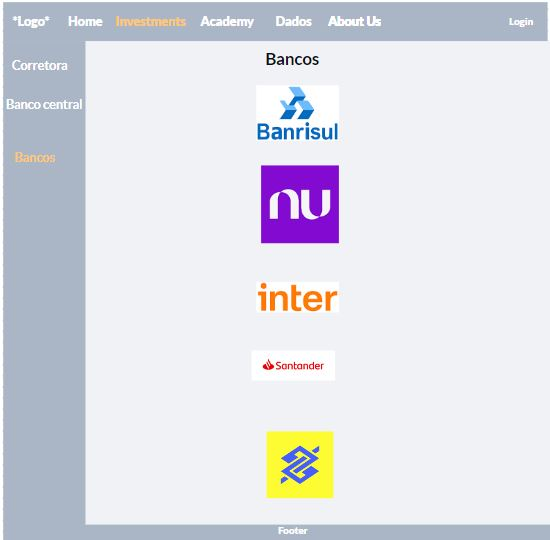 *Logo* Home Investments Academy Dados About Us Login
Corretora
Banco central
Bancos
Bancos
Banrisul
nu
inter
Santander
Footer